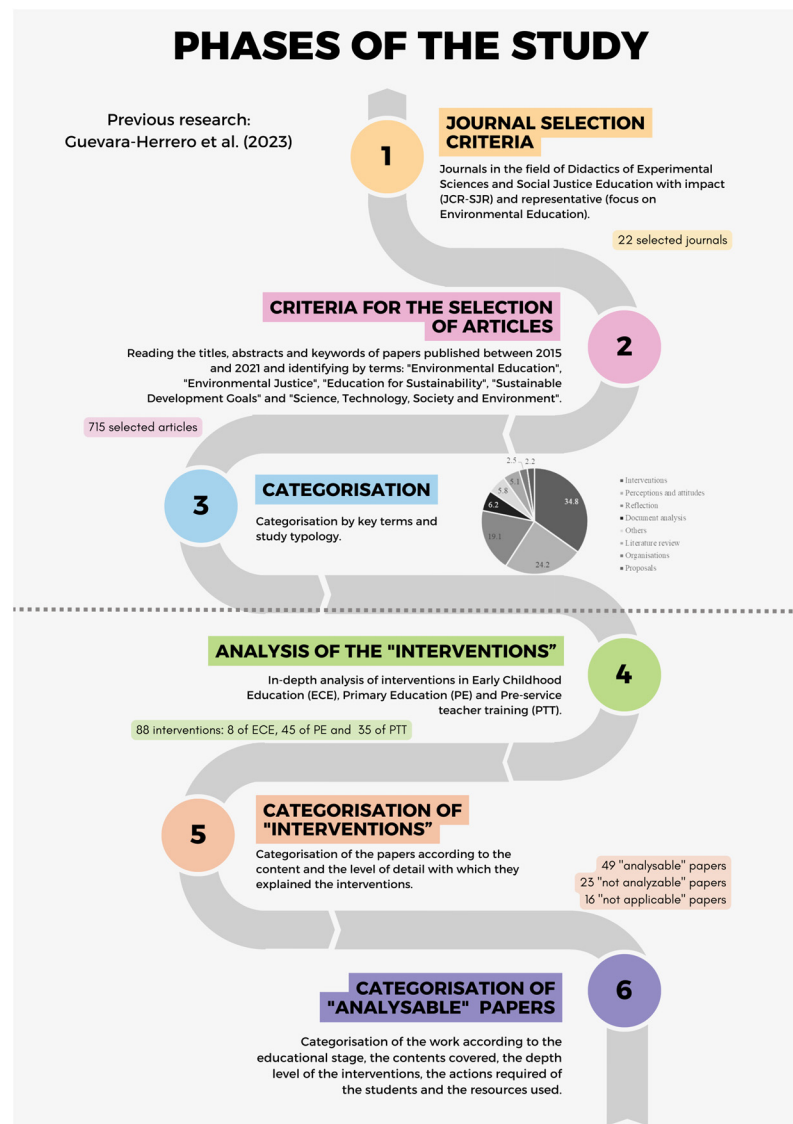 PHASES OF THE STUDY
Previous research:
Guevara-Herrero et al. (2023)
1
JOURNAL SELECTION
CRITERIA
Journals in the field of Didactics of Experimental
Sciences and Social Justice Education with impact
(JCR-SJR) and representative (focus on
Environmental Education).
22 selected journals
CRITERIA FOR THE SELECTION
OF ARTICLES
2
Reading the titles, abstracts and keywords of papers published between 2015
and 2021 and identifying by terms: "Environmental Education",
"Environmental Justice", "Education for Sustainability", "Sustainable
Development Goals" and "Science, Technology, Society and Environment".
715 selected articles
3
CATEGORISATION
Categorisation by key terms and
study typology.
2.5
2.2
5.1
5.8
6.2
34.8
19.1
24.2
Interventions
Perceptions and attitudes
Reflection
Document analysis
Others
Literature review
Organisations
Proposals
ANALYSIS OF THE "INTERVENTIONS”
4
In-depth analysis of interventions in Early Childhood
Education (ECE), Primary Education (PE) and Pre-service
teacher training (PTT).
88 interventions: 8 of ECE, 45 of PE and 35 of PTT
5
CATEGORISATION OF
"INTERVENTIONS”
Categorisation of the papers according to the
content and the level of detail with which they
explained the interventions.
49 "analysable" papers
23 "not analyzable" papers
16 "not applicable" papers
CATEGORISATION OF
"ANALYSABLE" PAPERS
6
Categorisation of the work according to the
educational stage, the contents covered, the depth
level of the interventions, the actions required of
the students and the resources used.